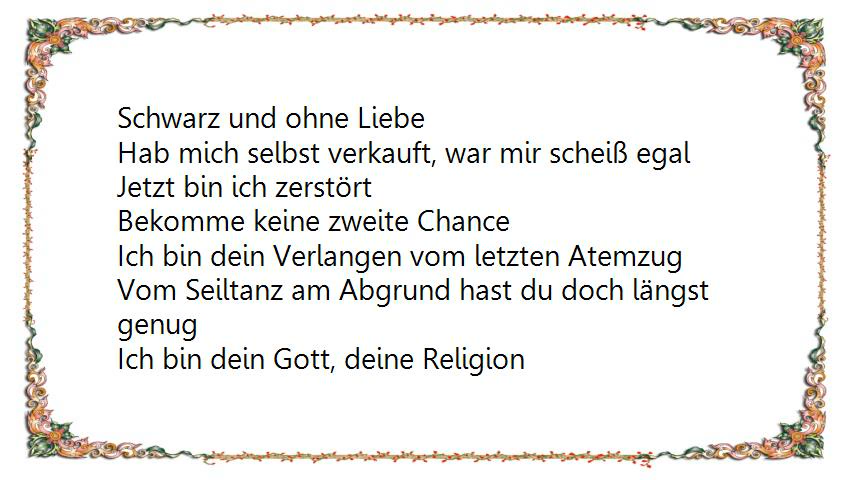 Schwarz und ohne Liebe
Hab mich selbst verkauft, war mir scheiß egal
Jetzt bin ich zerstört
Bekomme keine zweite Chance
Ich bin dein Verlangen vom letzten Atemzug
Vom Seiltanz am Abgrund hast du doch längst
genug
Ich bin dein Gott, deine Religion